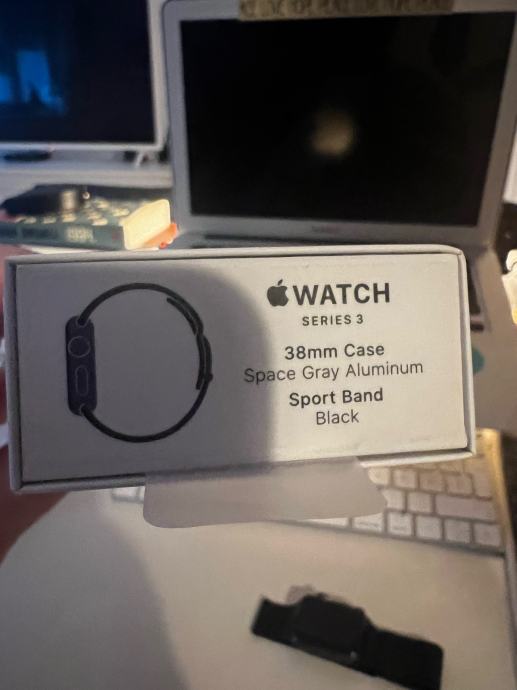 WATCH
SERIES 3
38mm Case
Space Gray Aluminum
Sport Band
Black